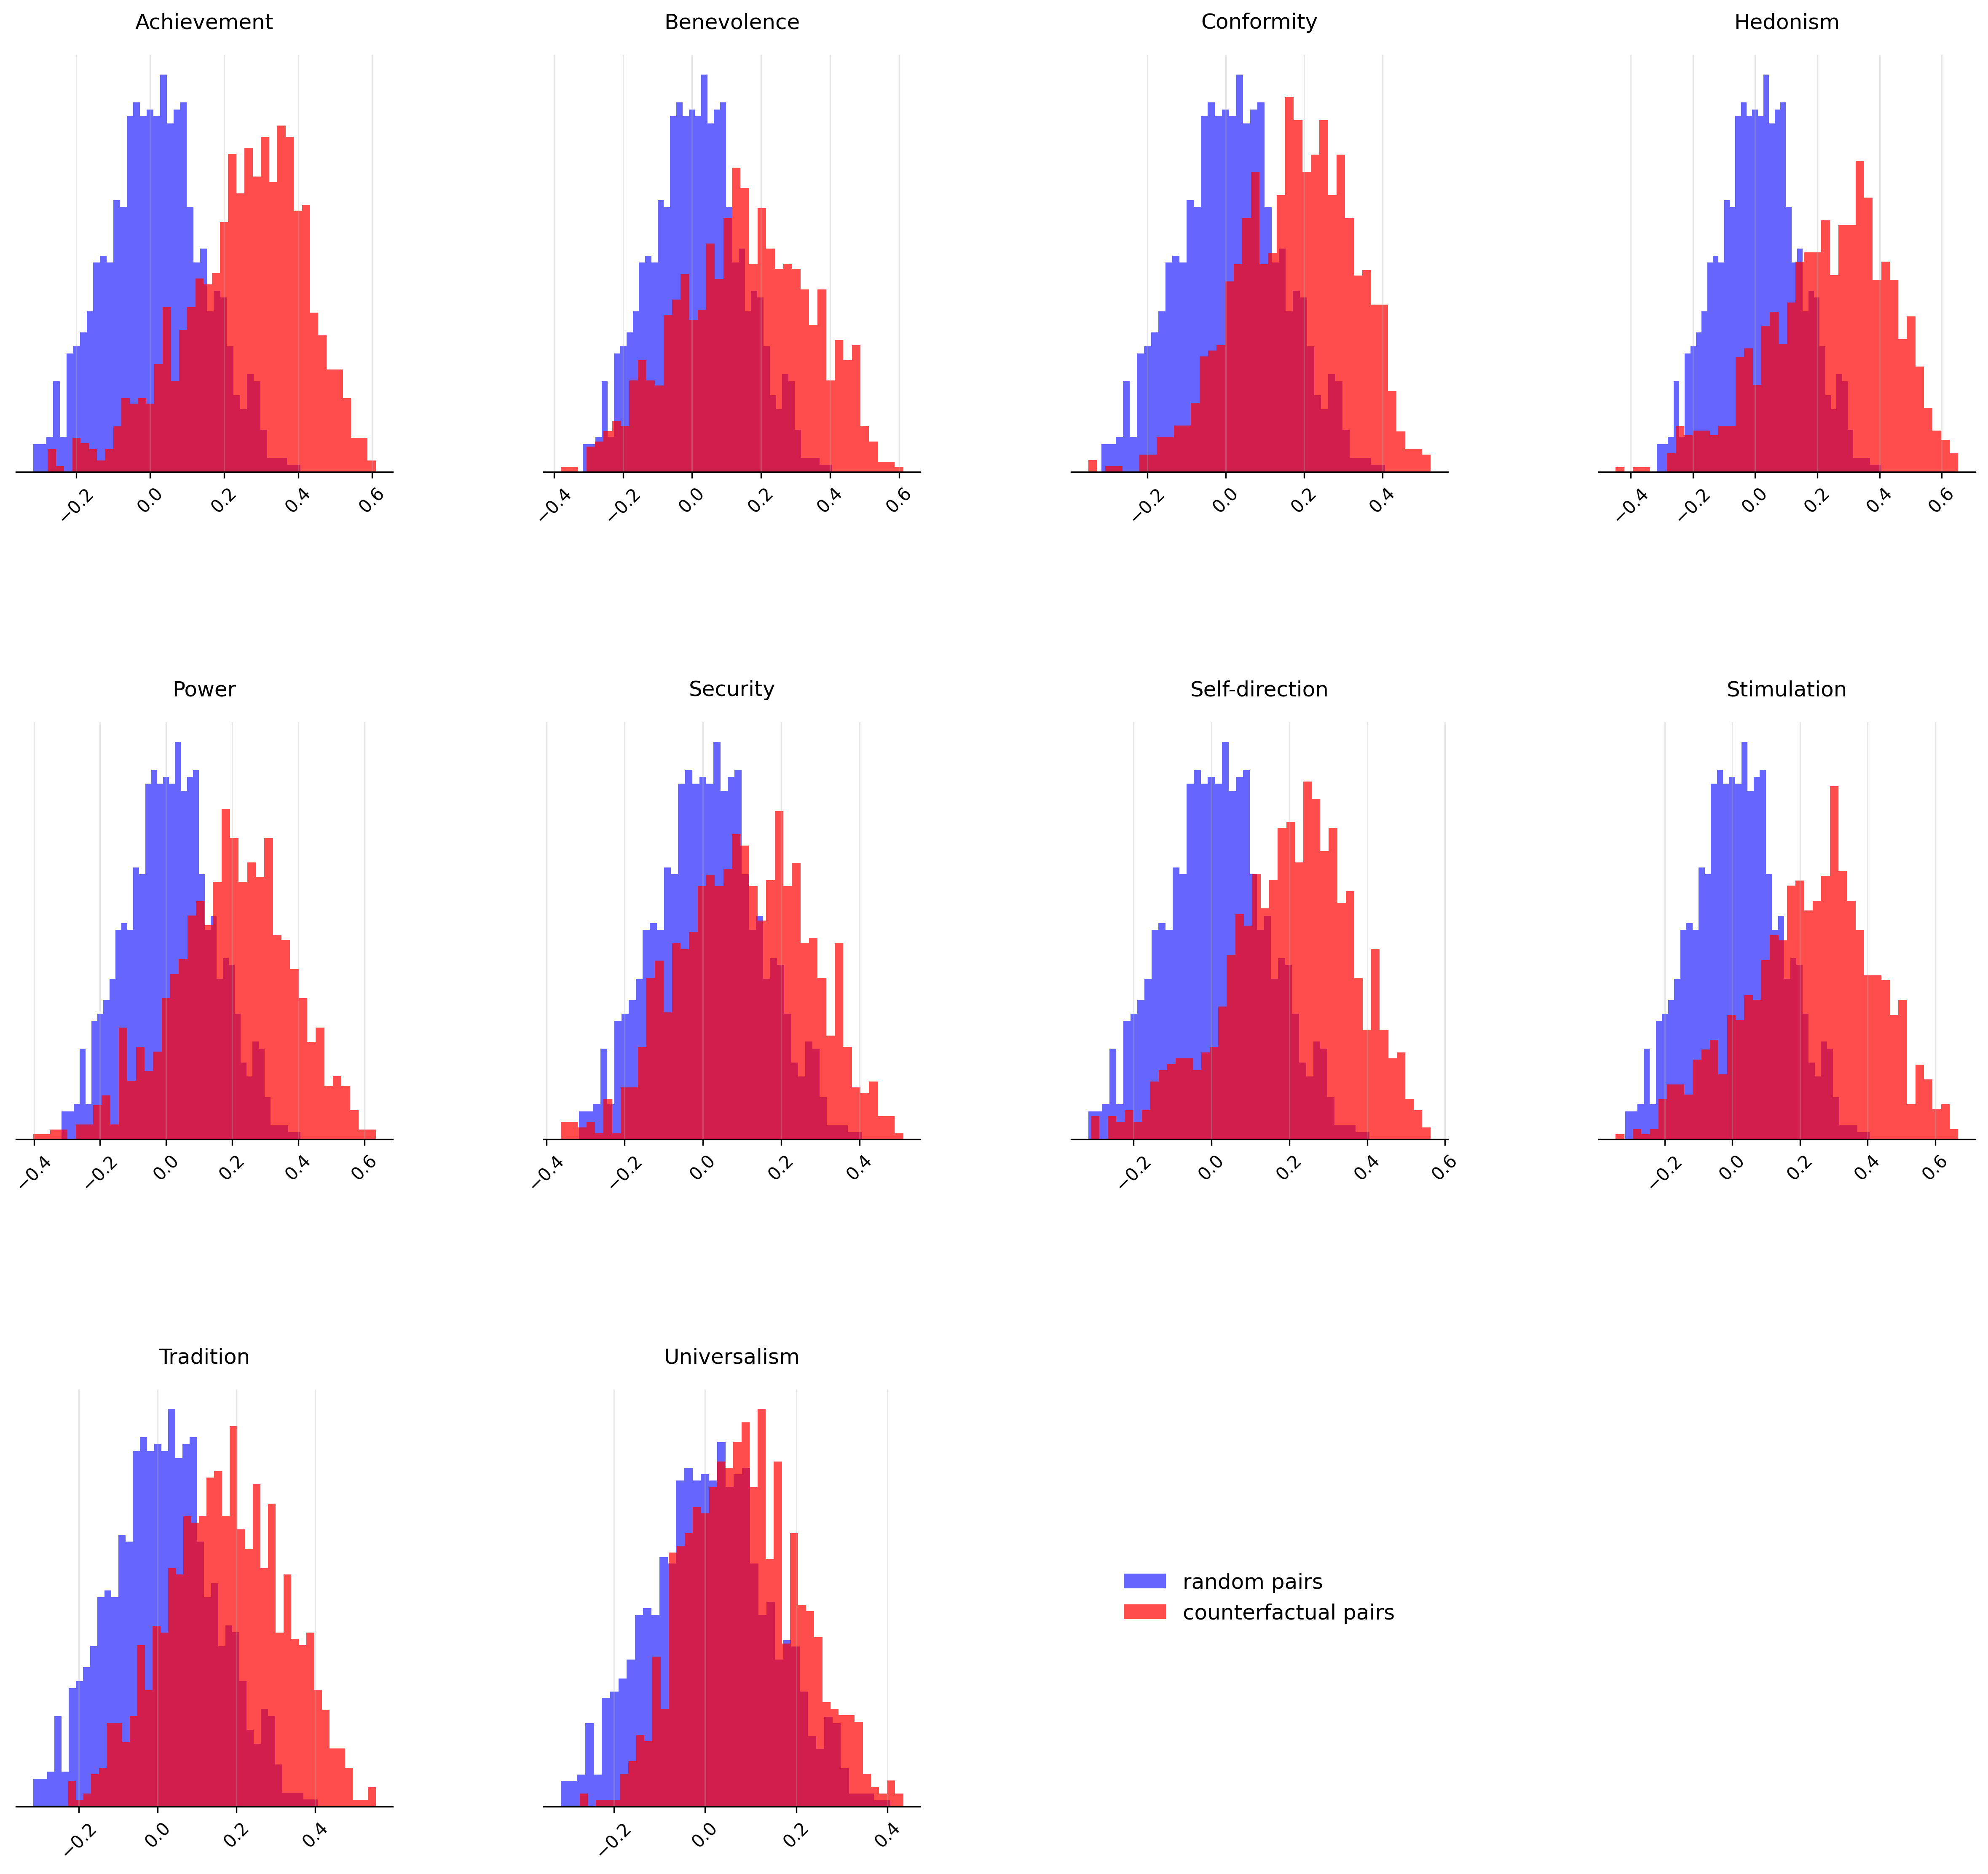 Achievement
Benevolence
Conformity
Hedonism
−0.2 0.0 0.2 0.4 0.6
−0.4 −0.2 0.0 0.2 0.4 0.6
−0.2 0.0 0.2 0.4
−0.4 −0.2 0.0 0.2 0.4 0.6
Power
Security
Self-direction
Stimulation
−0.4 −0.2 0.0 0.2 0.4 0.6
−0.4 −0.2 0.0 0.2 0.4
−0.2 0.0 0.2 0.4 0.6
−0.2 0.0 0.2 0.4 0.6
Tradition
Universalism
random pairs
counterfactual pairs
−0.2 0.0 0.2 0.4
−0.2 0.0 0.2 0.4